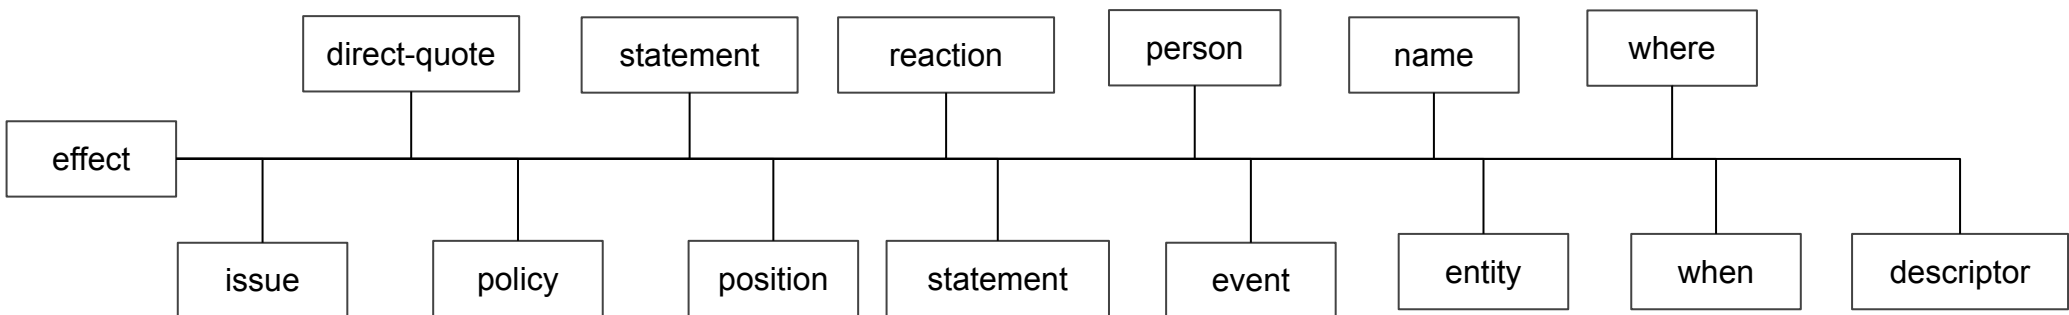 direct-quote
statement
reaction
person
name
where
effect
issue
policy
position
statement
event
entity
when
descriptor